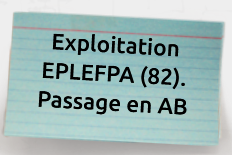 Exploitation
EPLEFPA (82).
Passage en AB